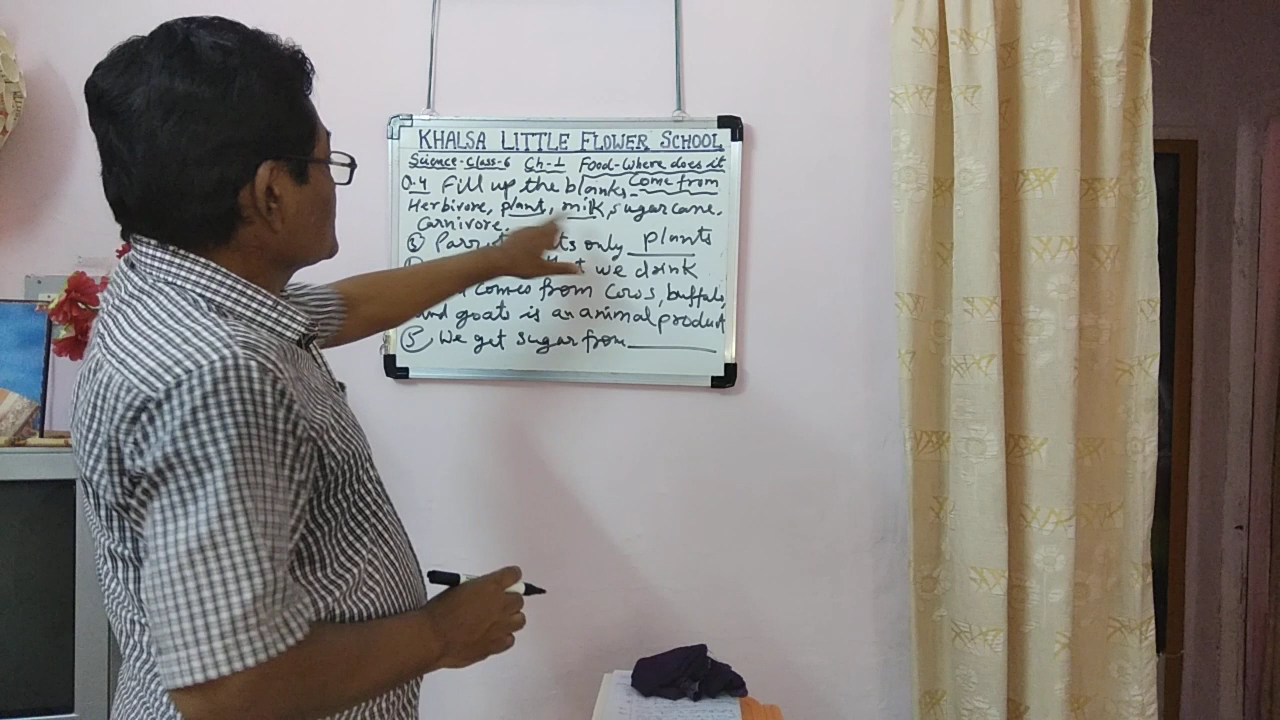 KHALSA LITTLE FLOWER SCHOOL
Science-Class-6 Ch-1 Food-Where does it
Come from
Q.4 Fill up the blanks,-
Herbivore, plant, milk, sugarcane,
Carnivore.
③ only plants
we drink
comes from cows, buffalo,
and goats is an animal product
⑤ We get sugar from________